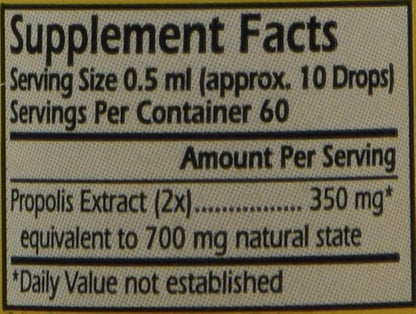 Supplement Facts
Serving Size 0.5 ml (approx. 10 Drops)
Servings Per Container 60
Amount Per Serving
Propolis Extract (2x)................ 350 mg*
equivalent to 700 mg natural state
*Daily Value not established